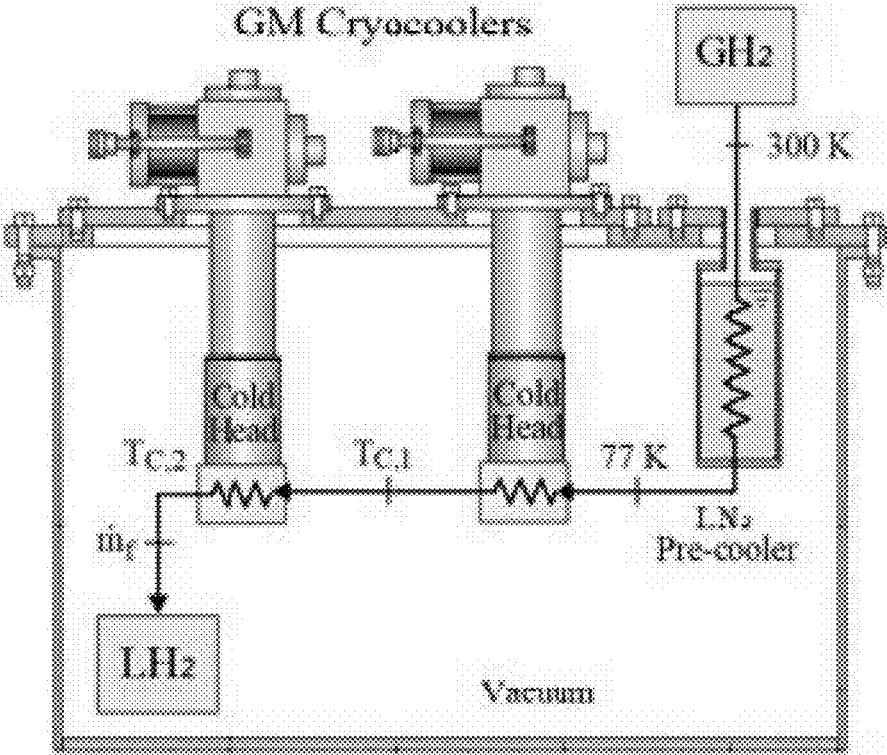 GM Cryocoolers
GH₂
300 K
Cold
Head
Cold
Head
T_C,2
T_C,1
77 K
LN₂
Pre-cooler
ṁ_f
LH₂
Vacuum